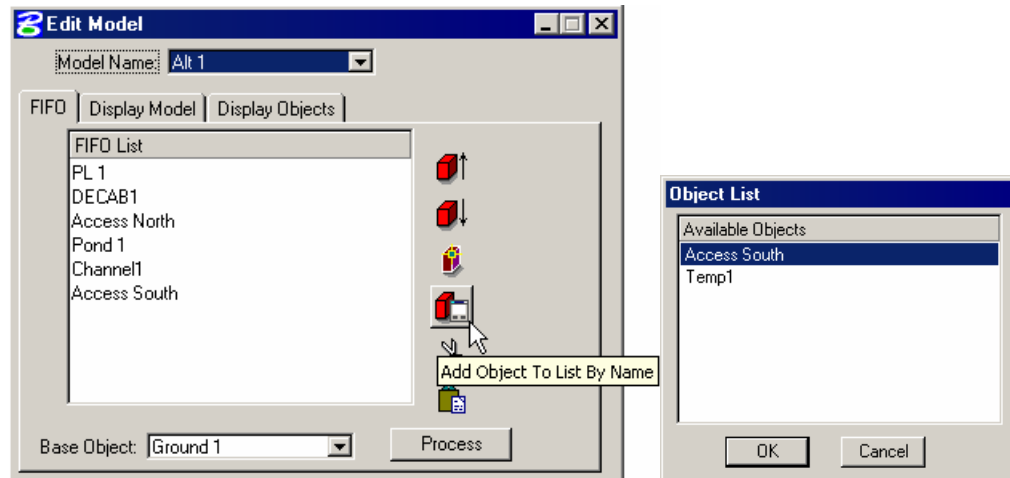 Edit Model
Model Name: Alt 1
FIFO Display Model Display Objects
FIFO List
PL 1
DECAB1
Access North
Pond 1
Channel1
Access South
Add Object To List By Name
Base Object: Ground 1 Process
Object List
Available Objects
Access South
Temp1
OK Cancel